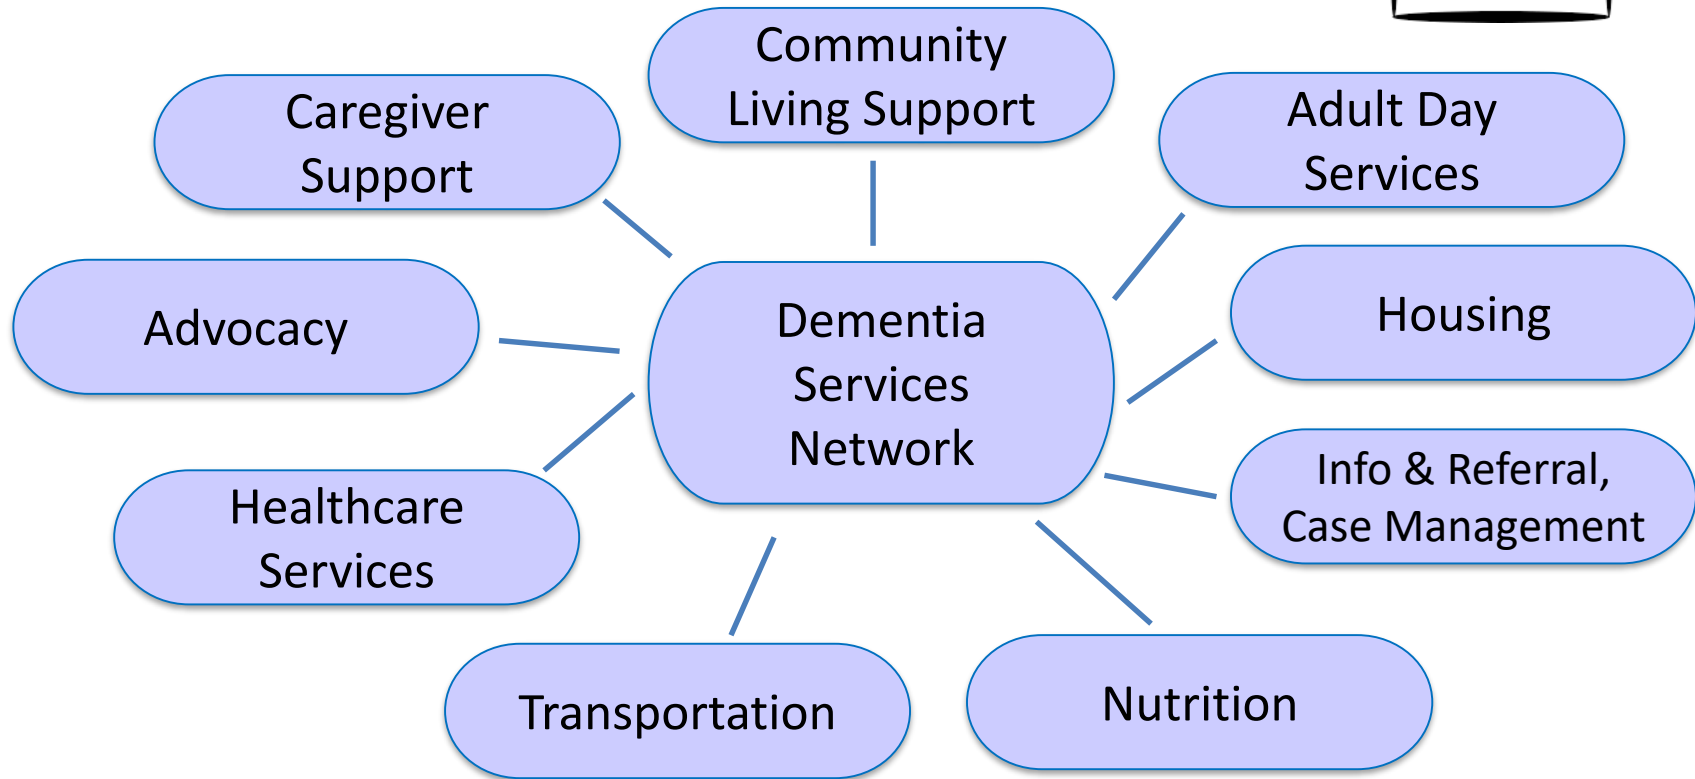 Community
Living Support
Caregiver
Support
Adult Day
Services
Advocacy
Dementia
Services
Network
Housing
Info & Referral,
Case Management
Healthcare
Services
Transportation
Nutrition